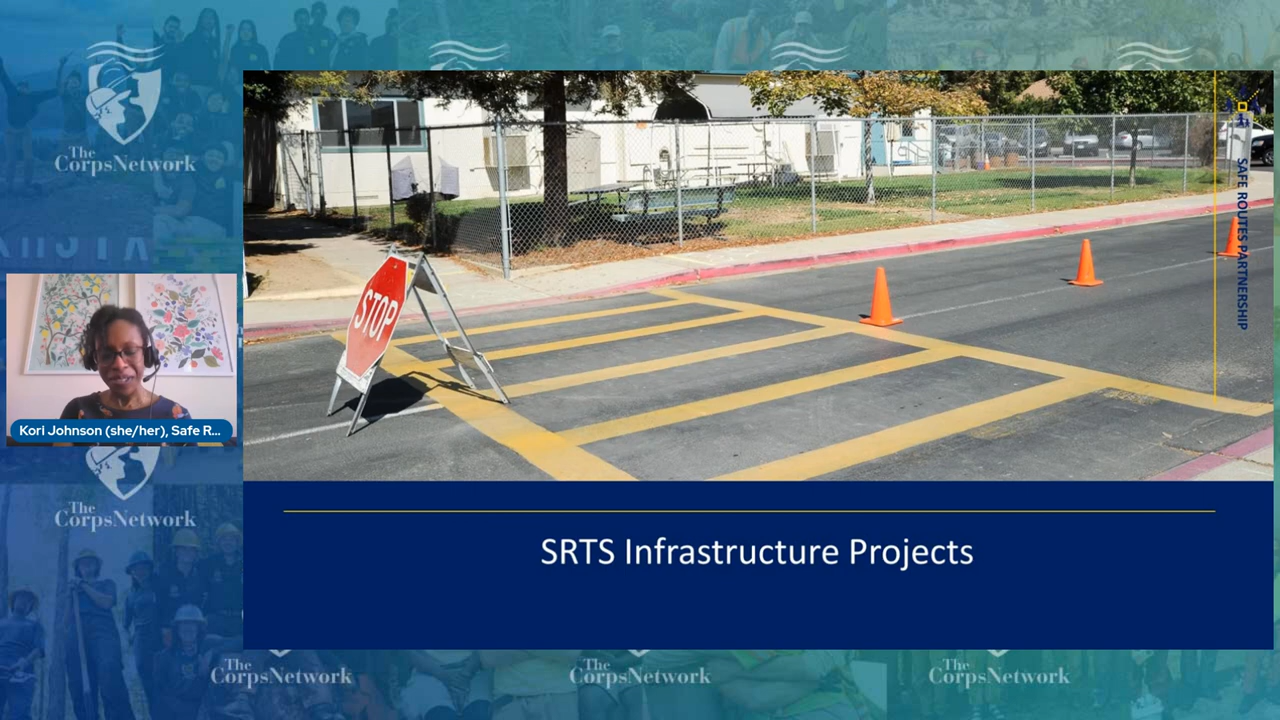 The
CorpsNetwork
STOP
SAFE ROUTES PARTNERSHIP
Kori Johnson (she/her), Safe R...
The
CorpsNetwork
SRTS Infrastructure Projects
The
CorpsNetwork
The
CorpsNetwork
The
CorpsNetwork